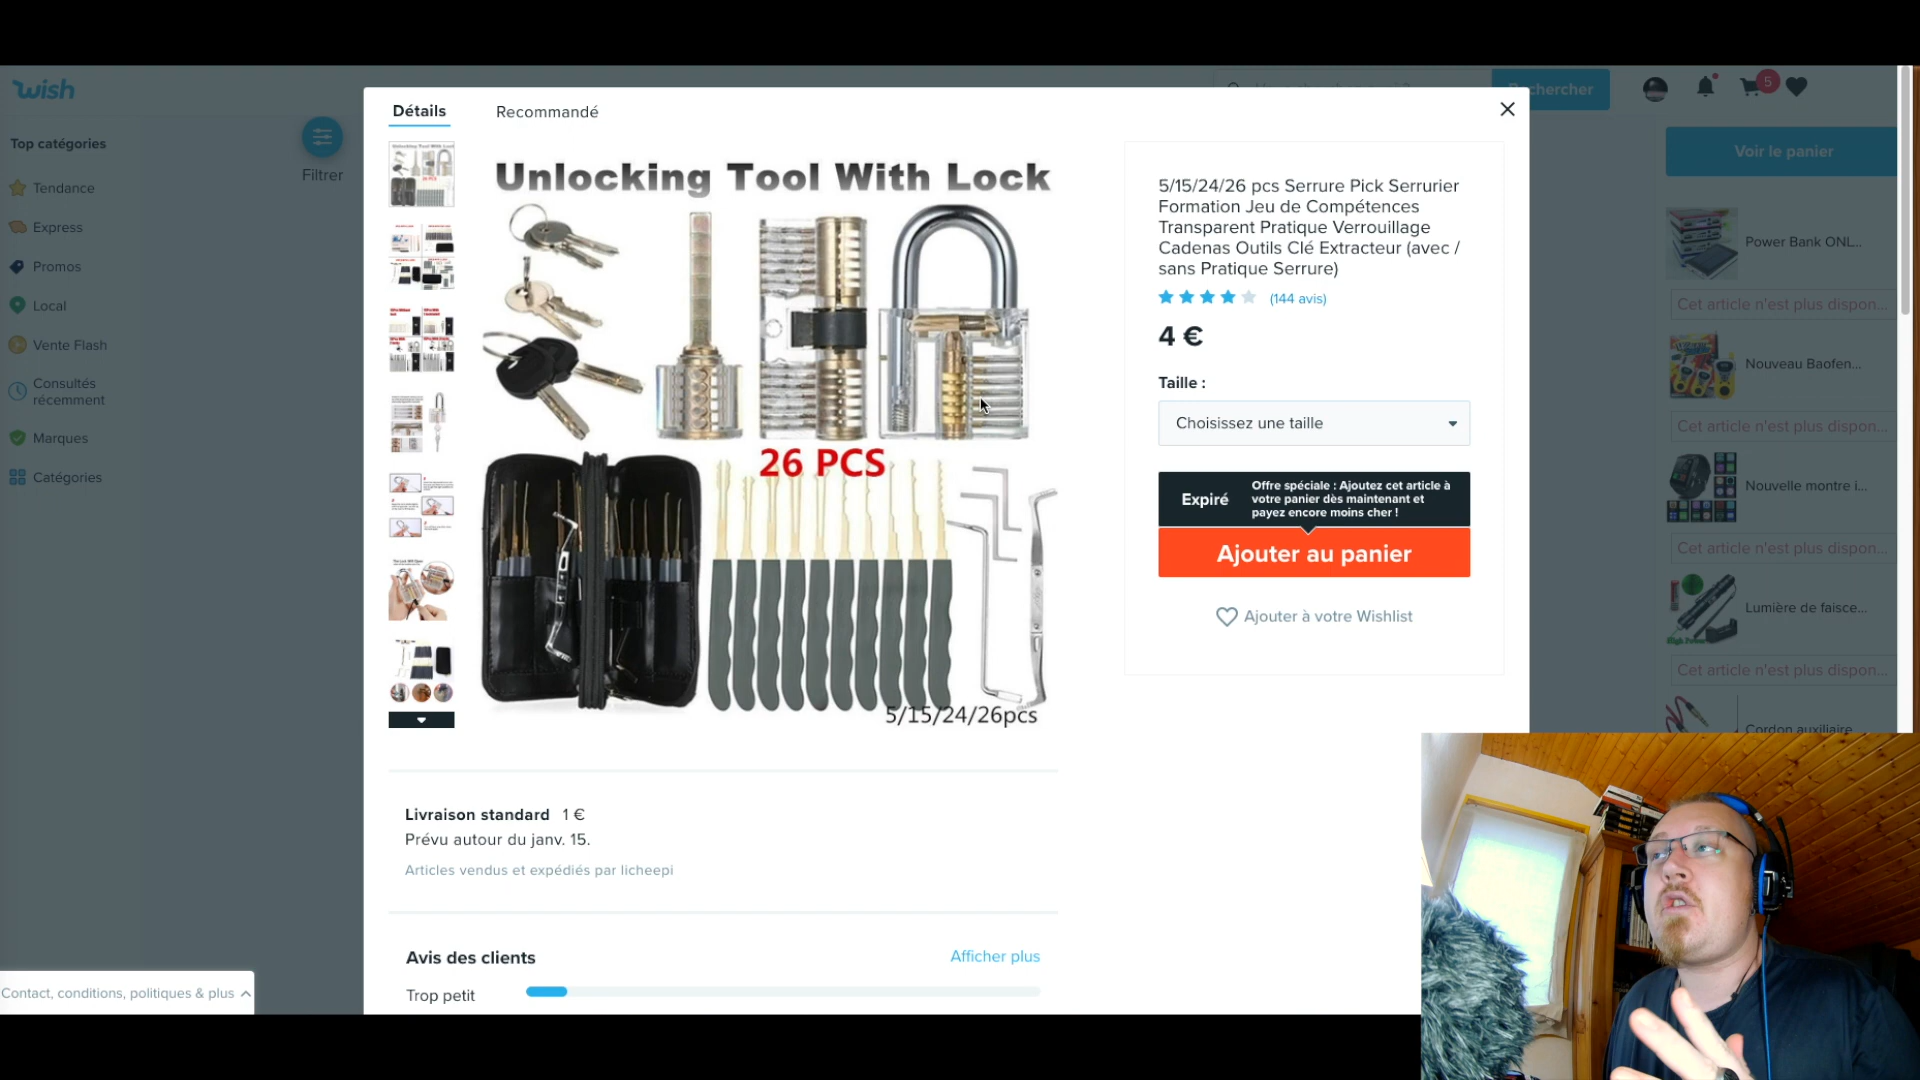 wish
Rechercher
5
Détails
Recommandé
Top catégories
Tendance
Express
Promos
Local
Vente Flash
Consultés
récemment
Marques
Catégories
Filtrer
Unlocking Tool With Lock
26 PCS
5/15/24/26pcs
5/15/24/26 pcs Serrure Pick Serrurier
Formation Jeu de Compétences
Transparent Pratique Verrouillage
Cadenas Outils Clé Extracteur (avec /
sans Pratique Serrure)
(144 avis)
4 €
Taille :
Choisissez une taille
Expiré
Offre spéciale : Ajoutez cet article à
votre panier dès maintenant et
payez encore moins cher !
Ajouter au panier
Ajouter à votre Wishlist
Voir le panier
Power Bank ONL...
Cet article n'est plus dispon...
Nouveau Baofen...
Cet article n'est plus dispon...
Nouvelle montre i...
Cet article n'est plus dispon...
Lumière de faisce...
Cet article n'est plus dispon...
Cordon auxiliaire
Livraison standard 1 €
Prévu autour du janv. 15.
Articles vendus et expédiés par licheepi
Avis des clients
Afficher plus
Trop petit
Contact, conditions, politiques & plus